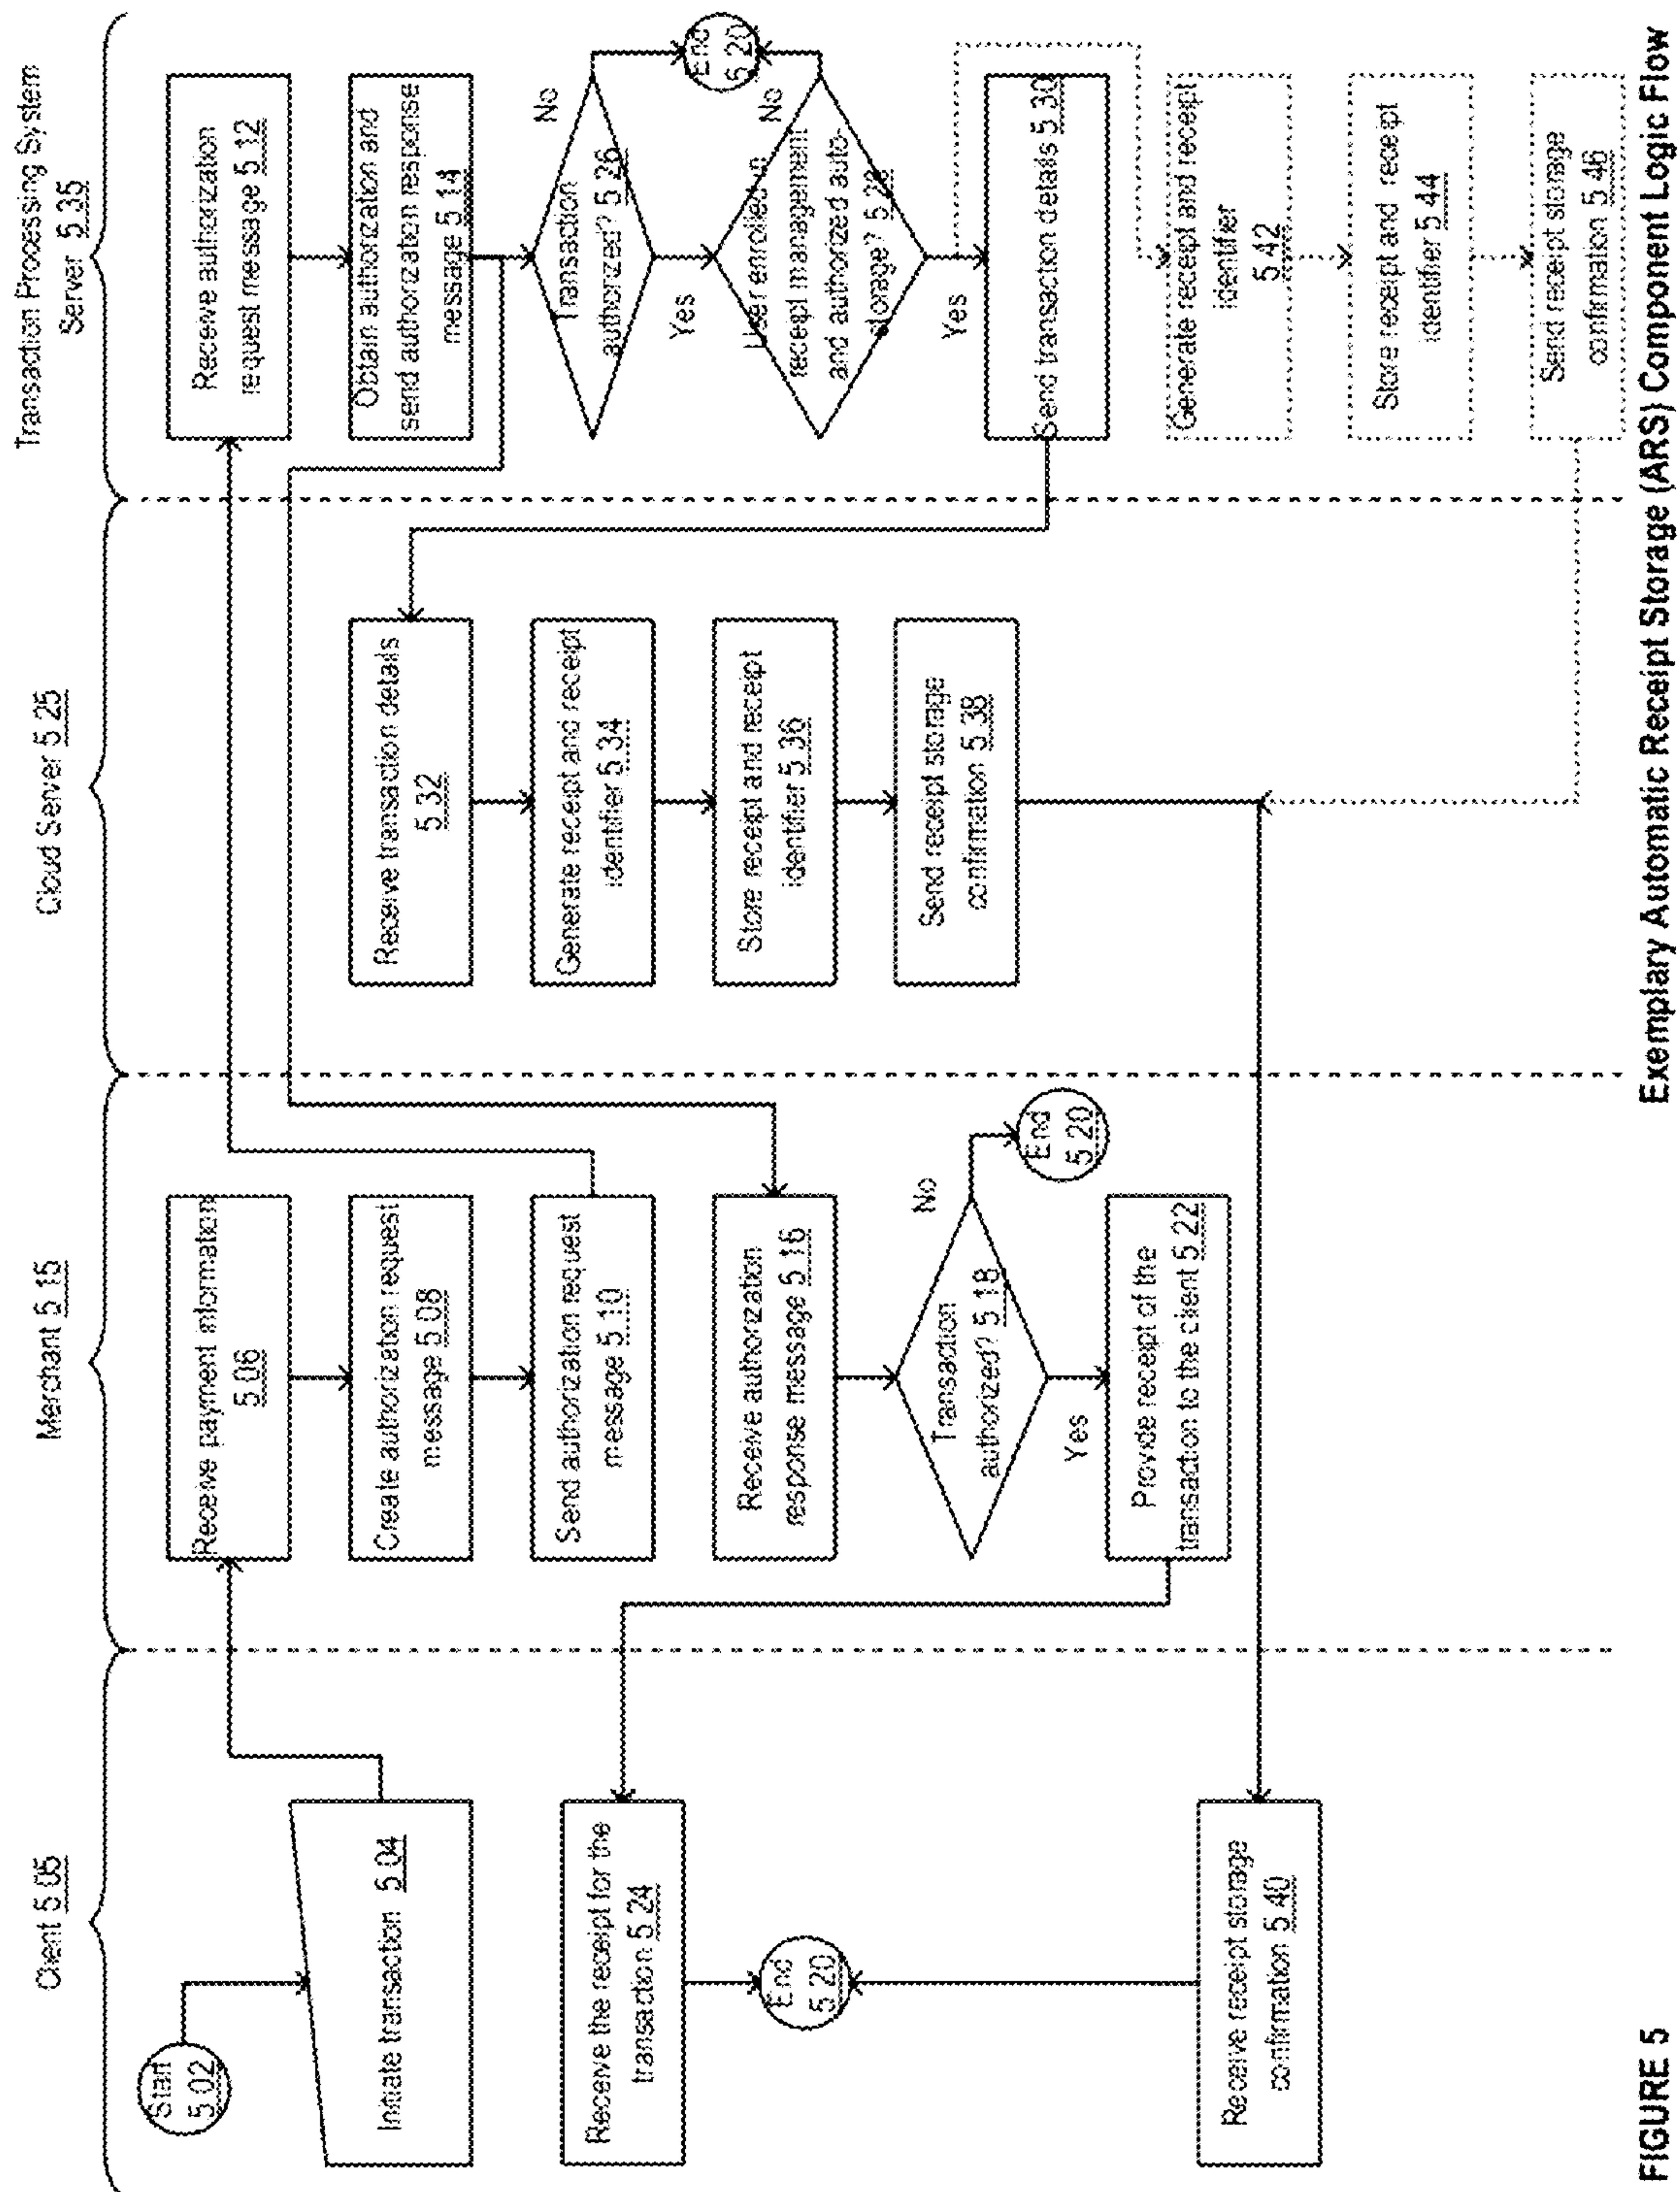 Client 5.05
Merchant 5.15
Cloud Server 5.25
Transaction Processing System
Server 5.35
Start
5.02
Initiate transaction 5.04
Receive the receipt for the
transaction 5.24
End
5.20
Receive receipt storage
confirmation 5.40
Receive payment information
5.06
Create authorization request
message 5.08
Send authorization request
message 5.10
Receive authorization
response message 5.16
Transaction
authorized? 5.18
No
End
5.20
Yes
Provide receipt of the
transaction to the client 5.22
Receive transaction details
5.32
Generate receipt and receipt
identifier 5.34
Store receipt and receipt
identifier 5.36
Send receipt storage
confirmation 5.38
Receive authorization
request message 5.12
Obtain authorization and
send authorization response
message 5.14
Transaction
authorized? 5.26
No
End
5.20
Yes
User enrolled in
receipt management
and authorized auto-
storage? 5.28
No
Yes
Send transaction details 5.30
Generate receipt and receipt
identifier
5.42
Store receipt and receipt
identifier 5.44
Send receipt storage
confirmation 5.46
FIGURE 5
Exemplary Automatic Receipt Storage (ARS) Component Logic Flow